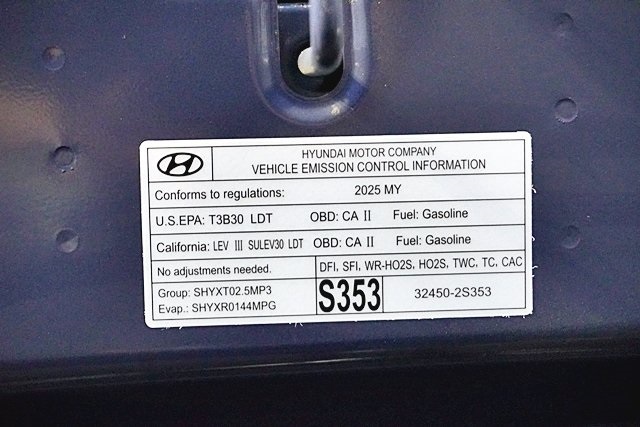 HYUNDAI MOTOR COMPANY
VEHICLE EMISSION CONTROL INFORMATION
Conforms to regulations: 2025 MY
U.S.EPA: T3B30 LDT OBD: CA II Fuel: Gasoline
California: LEV III SULEV30 LDT OBD: CA II Fuel: Gasoline
No adjustments needed. DFI, SFI, WR-HO2S, HO2S, TWC, TC, CAC
Group: SHYXT02.5MP3
Evap.: SHYXR0144MPG
S353
32450-2S353